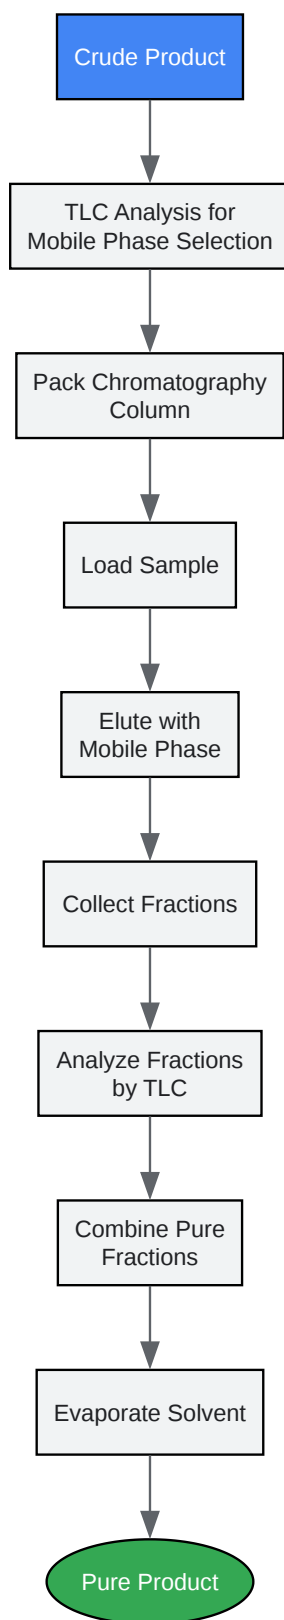 Crude Product
TLC Analysis for
Mobile Phase Selection
Pack Chromatography
Column
Load Sample
Elute with
Mobile Phase
Collect Fractions
Analyze Fractions
by TLC
Combine Pure
Fractions
Evaporate Solvent
Pure Product